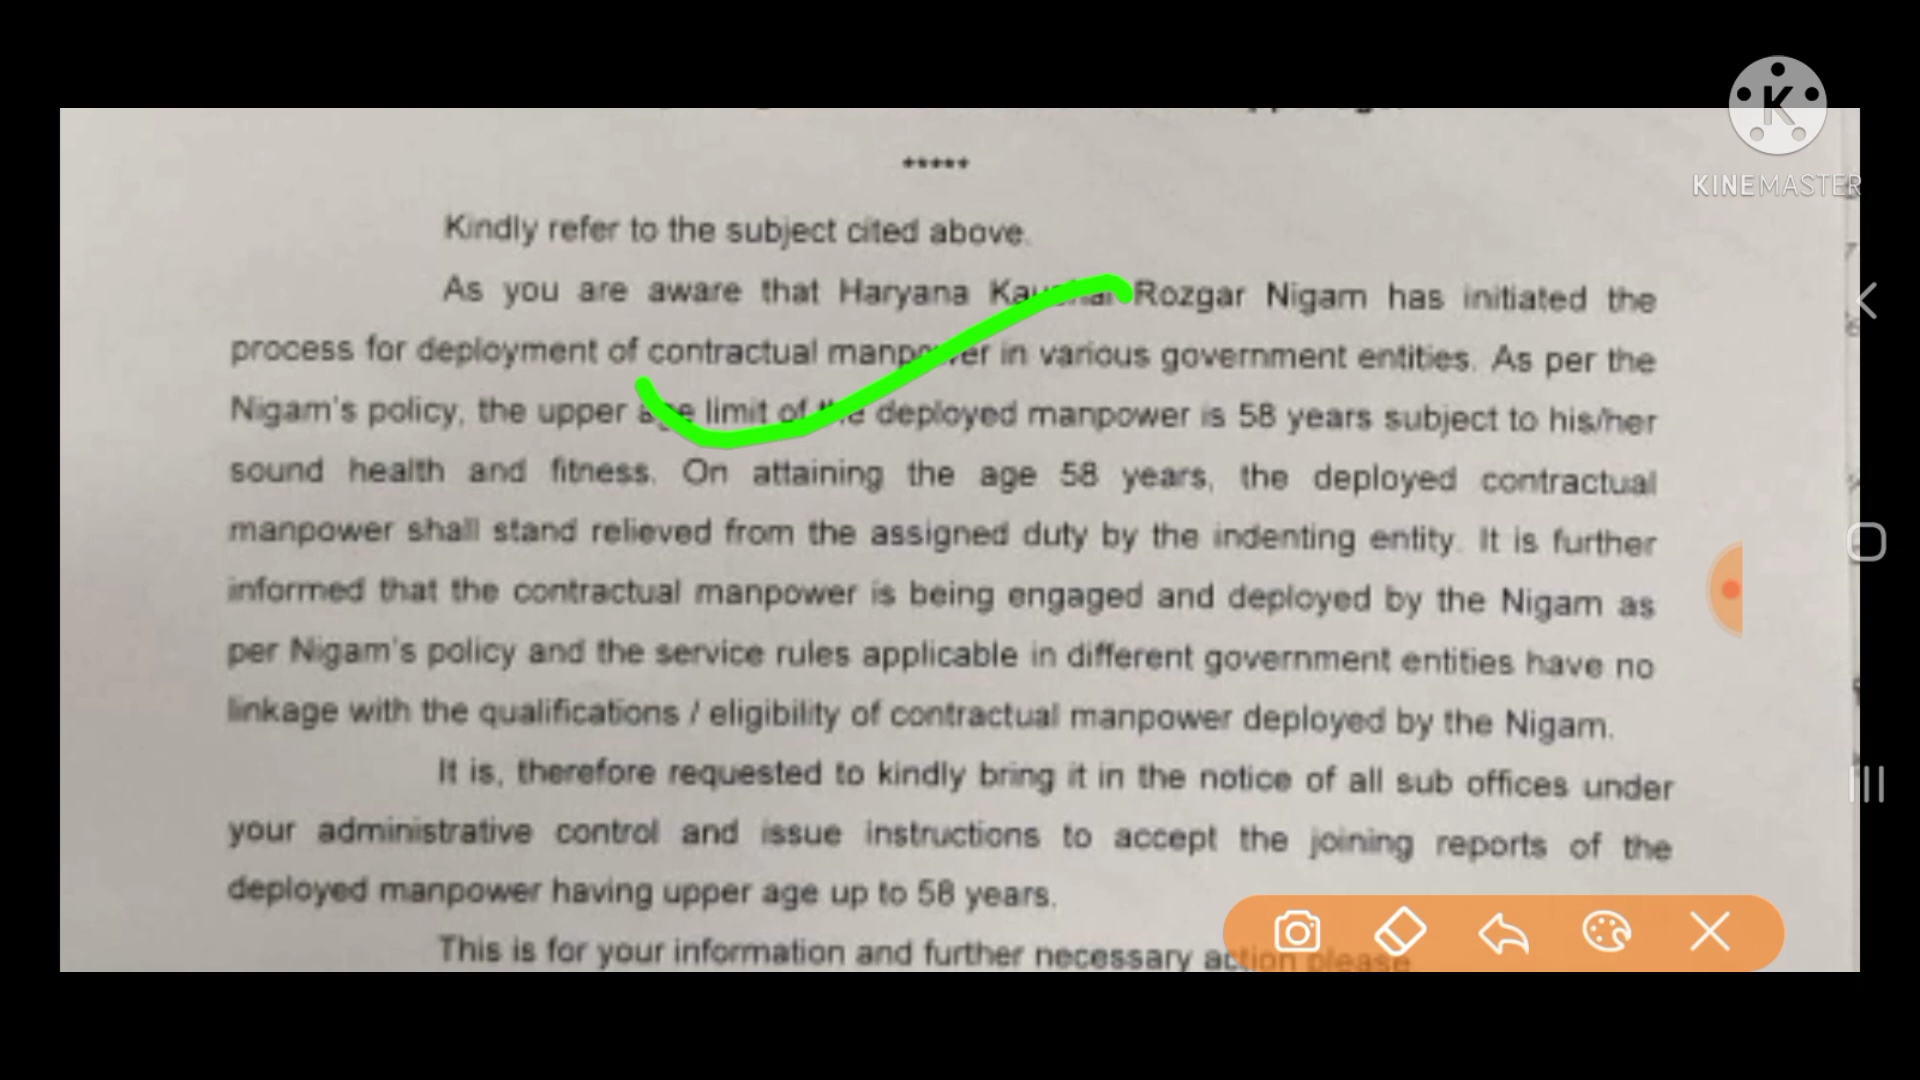 *****
Kindly refer to the subject cited above.
As you are aware that Haryana Kaushal Rozgar Nigam has initiated the
process for deployment of contractual manpower in various government entities. As per the
Nigam's policy, the upper age limit of the deployed manpower is 58 years subject to his/her
sound health and fitness. On attaining the age 58 years, the deployed contractual
manpower shall stand relieved from the assigned duty by the indenting entity. It is further
informed that the contractual manpower is being engaged and deployed by the Nigam as
per Nigam's policy and the service rules applicable in different government entities have no
linkage with the qualifications / eligibility of contractual manpower deployed by the Nigam.
It is, therefore requested to kindly bring it in the notice of all sub offices under
your administrative control and issue instructions to accept the joining reports of the
deployed manpower having upper age up to 58 years.
This is for your information and further necessary action please
K
KINEMASTER